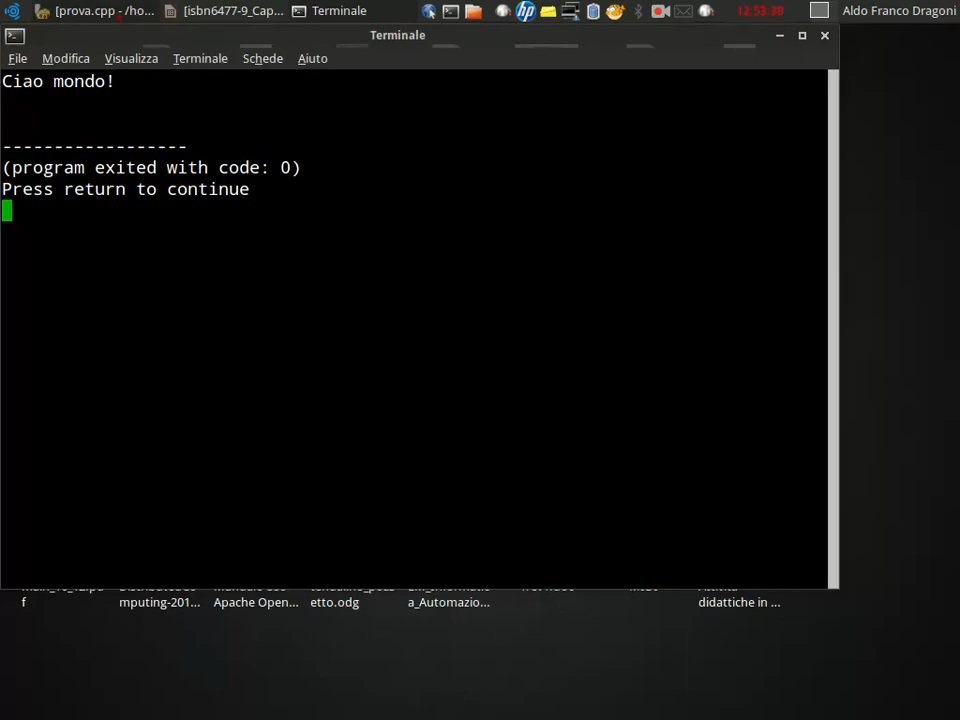 [prova.cpp - /ho... [isbn6477-9_Cap... Terminale 12:53:38 Aldo Franco Dragoni
Terminale
File Modifica Visualizza Terminale Schede Aiuto
Ciao mondo!
------------------
(program exited with code: 0)
Press return to continue
f mputing-201... Apache Open... etto.odg a_Automazio... didattiche in ...